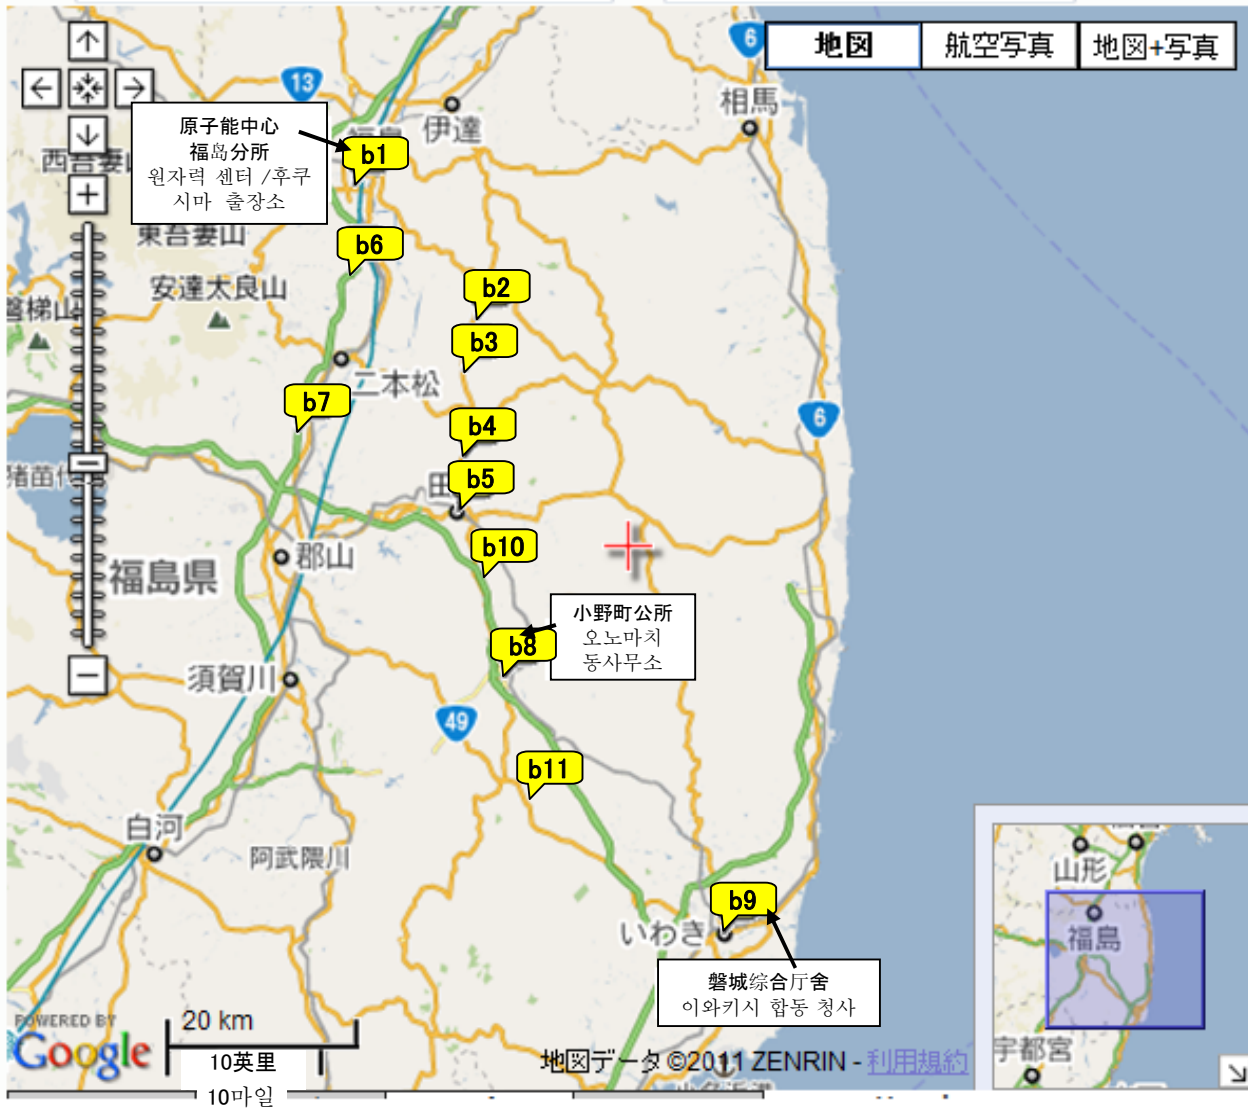 地図
航空写真
地図+写真
6
13
相馬
伊達
原子能中心
福岛分所
원자력 센터 /후쿠
시마 출장소
b1
東吾妻山
b6
安達太良山
b2
磐梯山
b3
二本松
b7
6
b4
猪苗代
b5
b10
郡山
福島県
小野町公所
오노마치
동사무소
b8
須賀川
49
b11
白河
阿武隈川
山形
b9
いわき
福島
磐城综合厅舍
이와키시 합동 청사
POWERED BY
Google
20 km
10英里
10마일
地図データ ©2011 ZENRIN - 利用規約
宇都宮